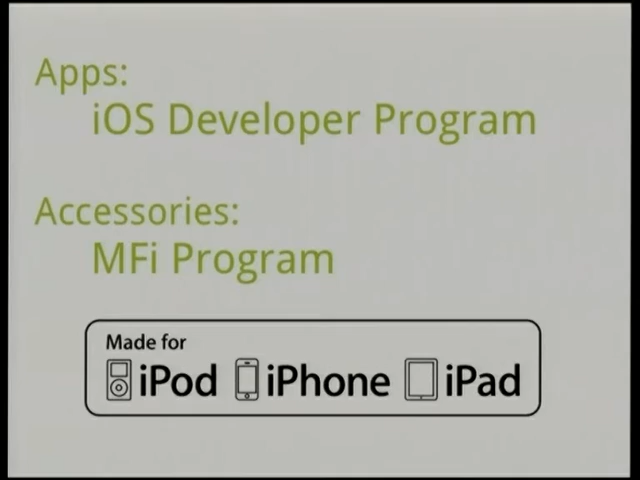 Apps:
iOS Developer Program
Accessories:
MFi Program
Made for
iPod iPhone iPad